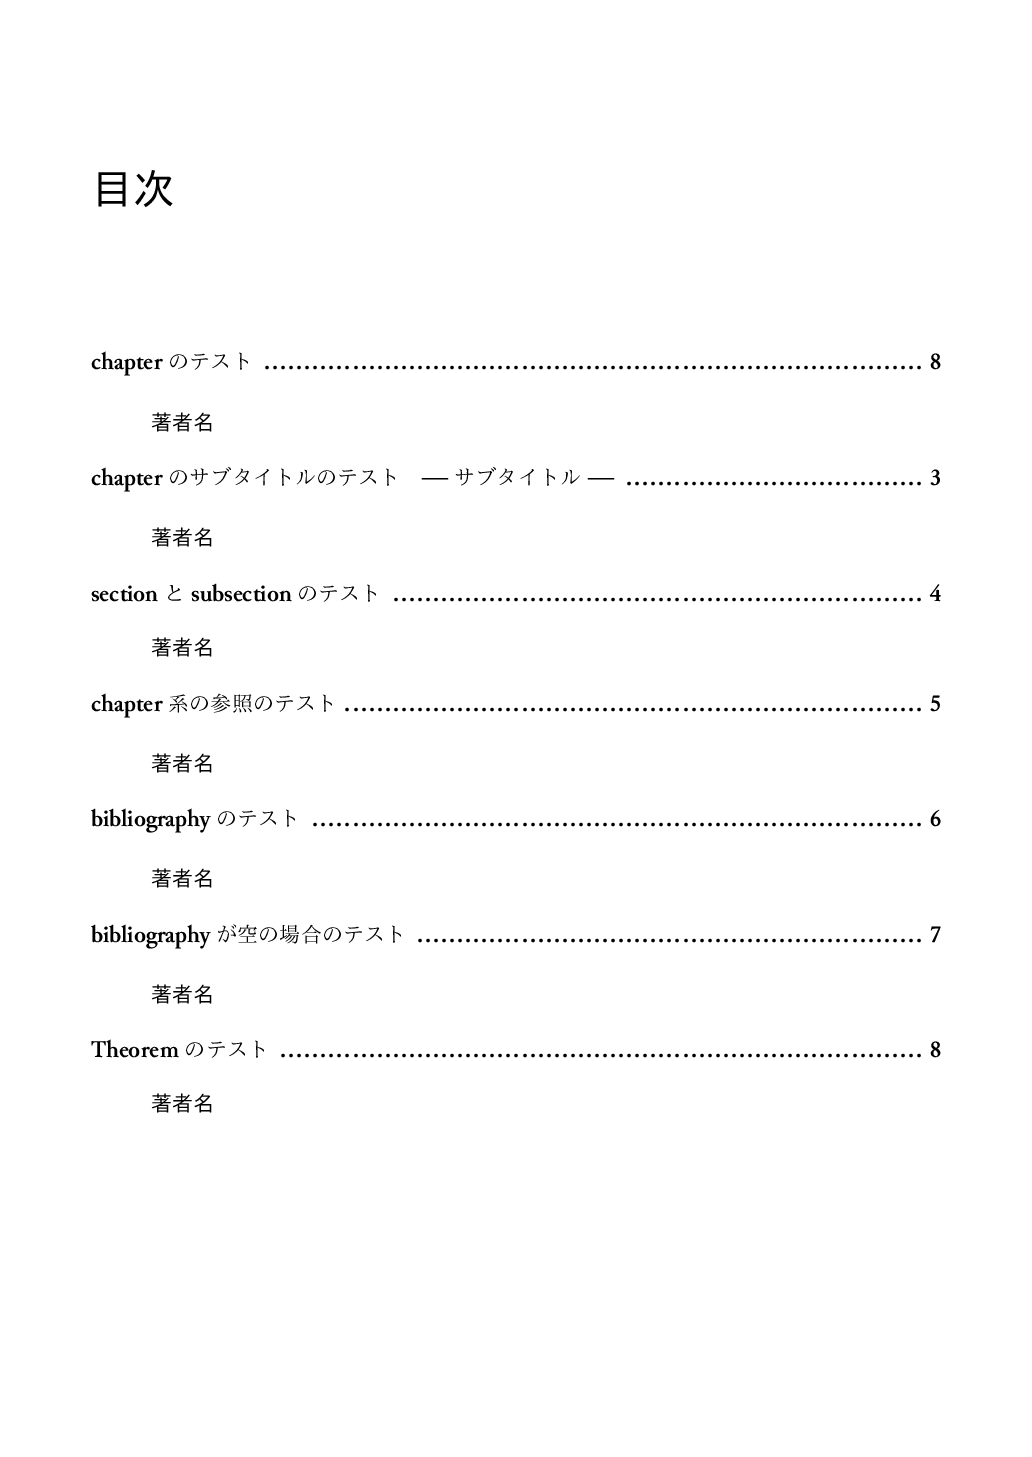 目次
chapter のテスト ........................................................................ 8
著者名
chapter のサブタイトルのテスト　― サブタイトル ― ........................................ 3
著者名
section と subsection のテスト ........................................................ 4
著者名
chapter 系の参照のテスト ............................................................ 5
著者名
bibliography のテスト ................................................................ 6
著者名
bibliography が空の場合のテスト .................................................... 7
著者名
Theorem のテスト .................................................................... 8
著者名